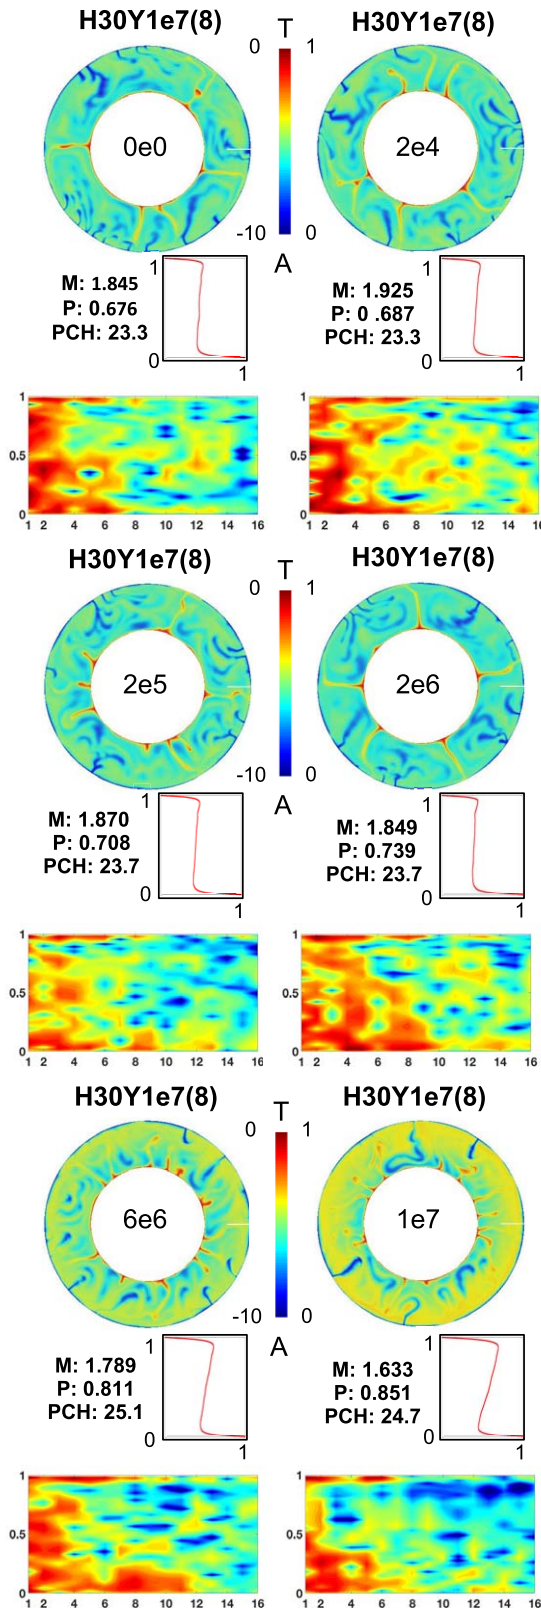 H30Y1e7(8) H30Y1e7(8)
0 T 1
0e0 2e4
-10 0
A
M: 1.845
P: 0.676
PCH: 23.3
1
0
1
M: 1.925
P: 0 .687
PCH: 23.3
1
0
1
1
0.5
0
1 2 4 6 8 10 12 14 16
1
0.5
0
1 2 4 6 8 10 12 14 16
H30Y1e7(8) H30Y1e7(8)
0 T 1
2e5 2e6
-10 0
A
M: 1.870
P: 0.708
PCH: 23.7
1
0
1
M: 1.849
P: 0.739
PCH: 23.7
1
0
1
1
0.5
0
1 2 4 6 8 10 12 14 16
1
0.5
0
1 2 4 6 8 10 12 14 16
H30Y1e7(8) H30Y1e7(8)
0 T 1
6e6 1e7
-10 0
A
M: 1.789
P: 0.811
PCH: 25.1
1
0
1
M: 1.633
P: 0.851
PCH: 24.7
1
0
1
1
0.5
0
1 2 4 6 8 10 12 14 16
1
0.5
0
1 2 4 6 8 10 12 14 16